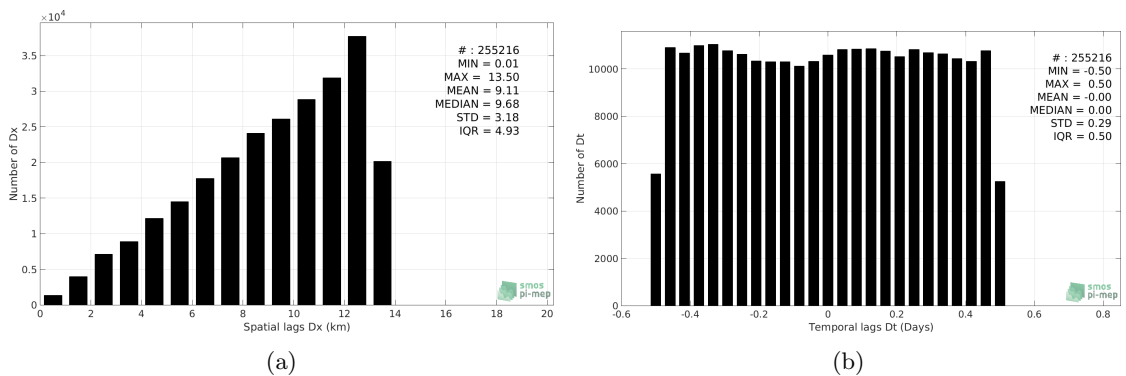 ×10⁴
3.5
3
2.5
2
1.5
1
0.5
0
Number of Dx
0 2 4 6 8 10 12 14 16 18 20
Spatial lags Dx (km)
# : 255216
MIN = 0.01
MAX = 13.50
MEAN = 9.11
MEDIAN = 9.68
STD = 3.18
IQR = 4.93
smos
pi-mep
(a)
10000
8000
6000
4000
2000
0
Number of Dt
-0.6 -0.4 -0.2 0 0.2 0.4 0.6 0.8
Temporal lags Dt (Days)
# : 255216
MIN = -0.50
MAX = 0.50
MEAN = -0.00
MEDIAN = 0.00
STD = 0.29
IQR = 0.50
smos
pi-mep
(b)